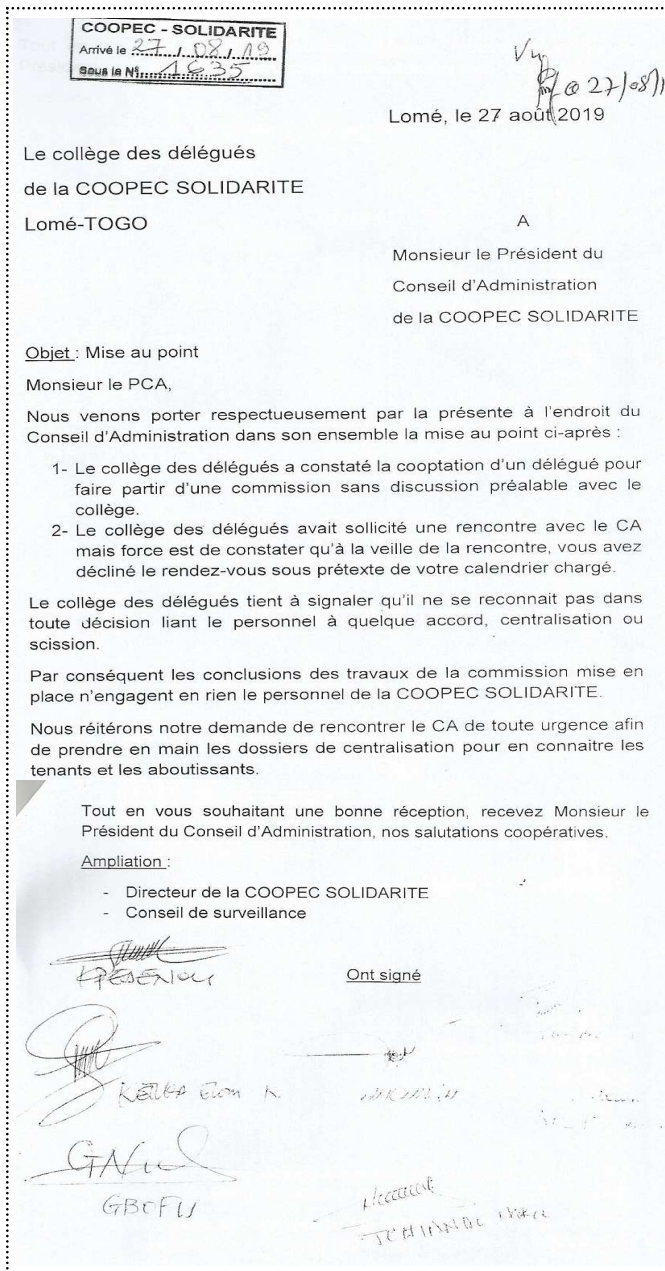 COOPEC - SOLIDARITE
Arrivé le 27 / 08 / 19
Sous le N° 1635
Vu
27/08/1
Lomé, le 27 août 2019
Le collège des délégués
de la COOPEC SOLIDARITE
Lomé-TOGO
A
Monsieur le Président du
Conseil d'Administration
de la COOPEC SOLIDARITE
Objet : Mise au point
Monsieur le PCA,
Nous venons porter respectueusement par la présente à l'endroit du
Conseil d'Administration dans son ensemble la mise au point ci-après :
1- Le collège des délégués a constaté la cooptation d'un délégué pour
faire partir d'une commission sans discussion préalable avec le
collège.
2- Le collège des délégués avait sollicité une rencontre avec le CA
mais force est de constater qu'à la veille de la rencontre, vous avez
décliné le rendez-vous sous prétexte de votre calendrier chargé.
Le collège des délégués tient à signaler qu'il ne se reconnait pas dans
toute décision liant le personnel à quelque accord, centralisation ou
scission.
Par conséquent les conclusions des travaux de la commission mise en
place n'engagent en rien le personnel de la COOPEC SOLIDARITE.
Nous réitérons notre demande de rencontrer le CA de toute urgence afin
de prendre en main les dossiers de centralisation pour en connaitre les
tenants et les aboutissants.
Tout en vous souhaitant une bonne réception, recevez Monsieur le
Président du Conseil d'Administration, nos salutations coopératives.
Ampliation :
- Directeur de la COOPEC SOLIDARITE
- Conseil de surveillance
Ont signé